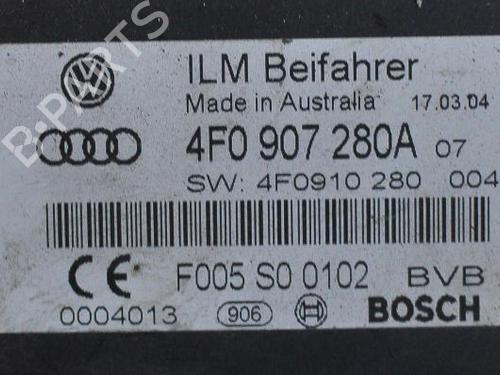 ILM Beifahrer
Made in Australia 17.03.04
4F0 907 280A 07
SW: 4F0910 280 004
CE F005 S0 0102 BVB
0004013 906 BOSCH
B-PARTS